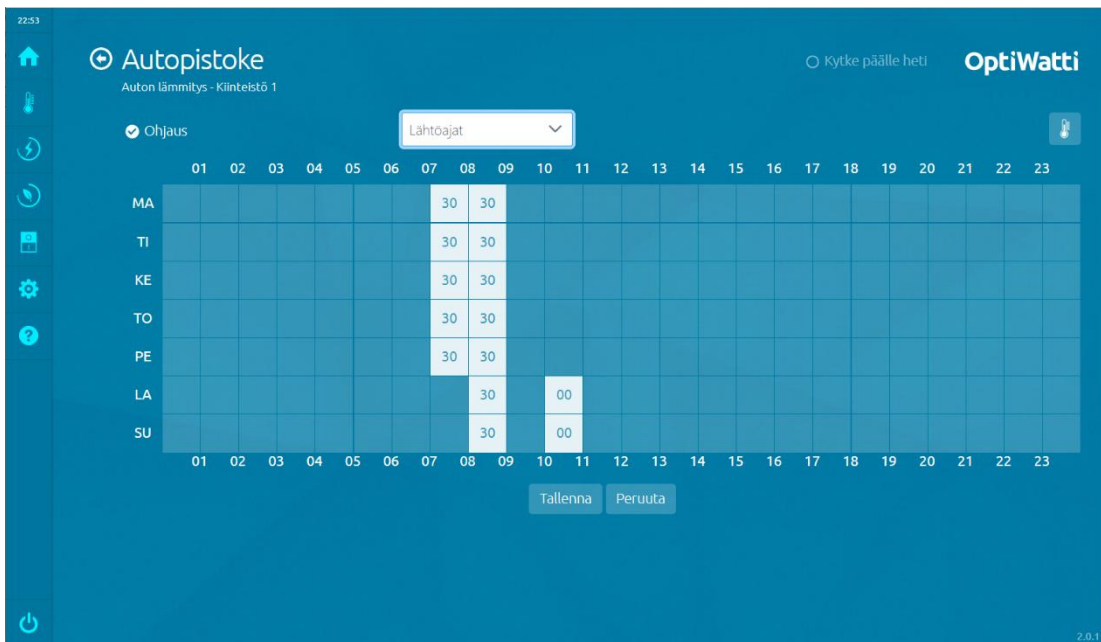 22:53
Autopistoke
Kytke päälle heti
OptiWatti
Auton lämmitys - Kiinteistö 1
Ohjaus
Lähtöajat
01 02 03 04 05 06 07 08 09 10 11 12 13 14 15 16 17 18 19 20 21 22 23
MA 30 30
TI 30 30
KE 30 30
TO 30 30
PE 30 30
LA 30 00
SU 30 00
01 02 03 04 05 06 07 08 09 10 11 12 13 14 15 16 17 18 19 20 21 22 23
Tallenna Peruuta
2.0.1